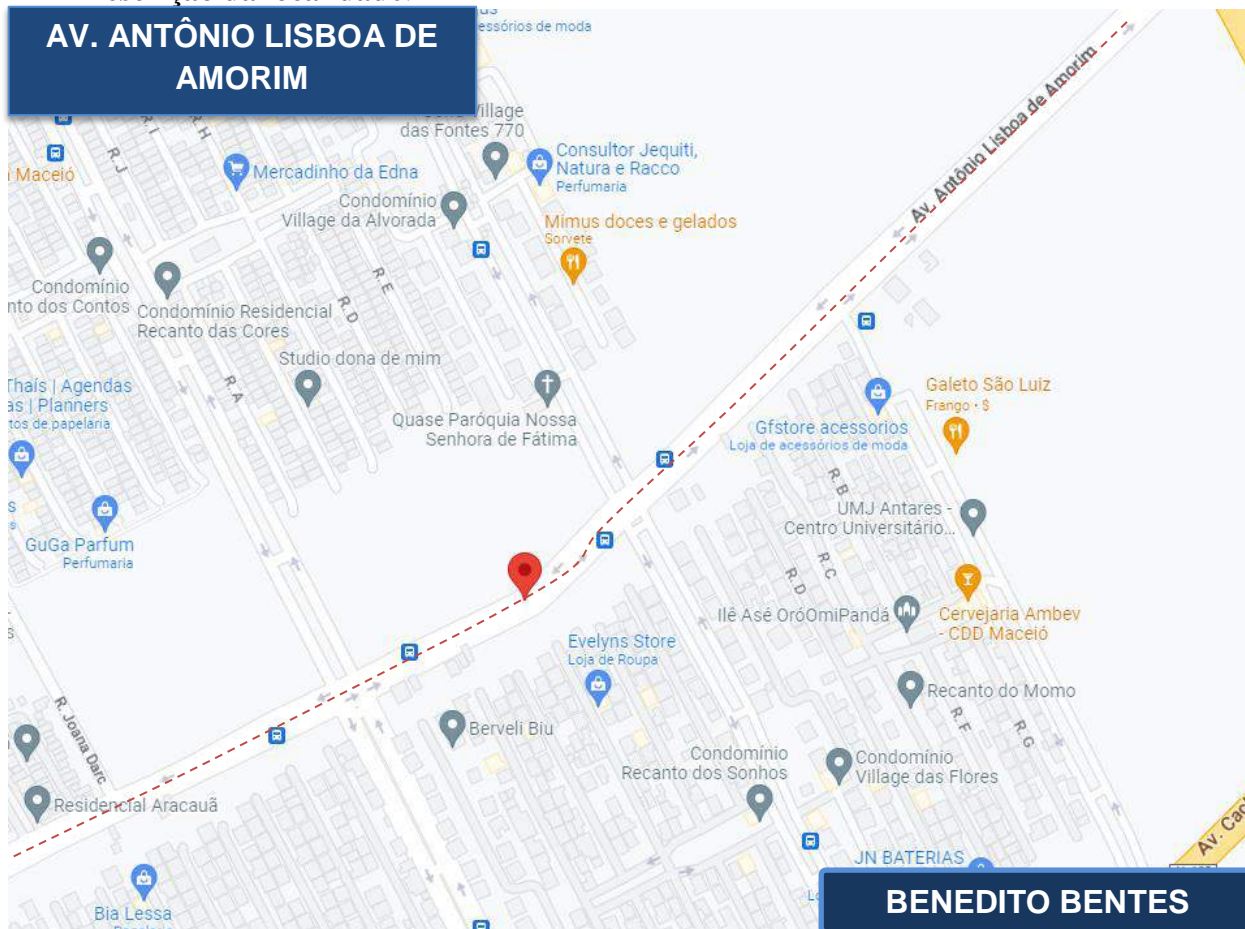 AV. ANTÔNIO LISBOA DE
AMORIM
essórios de moda
R. I
R. H
R. J
Maceió
Mercadinho da Edna
Village
das Fontes 770
Consultor Jequiti,
Natura e Racco
Perfumaria
Condomínio
Village da Alvorada
Mimus doces e gelados
Sorvete
Av. Antônio Lisboa de Amorim
Condomínio
nto dos Contos
Condomínio Residencial
Recanto das Cores
R. E
R. D
Studio dona de mim
R. A
Thaís | Agendas
as | Planners
tos de papelaria
Quase Paróquia Nossa
Senhora de Fátima
Galeto São Luiz
Frango · $
Gfstore acessorios
Loja de acessórios de moda
R. B
UMJ Antares -
Centro Universitário...
R. C
R. D
GuGa Parfum
Perfumaria
Ilê Asé OróOmiPandá
Cervejaria Ambev
- CDD Maceió
Evelyns Store
Loja de Roupa
Recanto do Momo
R. F
R. G
R. Joana Darc
Berveli Biu
Condomínio
Recanto dos Sonhos
Condomínio
Village das Flores
Residencial Aracauã
Av. Cac
JN BATERIAS
Bia Lessa
BENEDITO BENTES